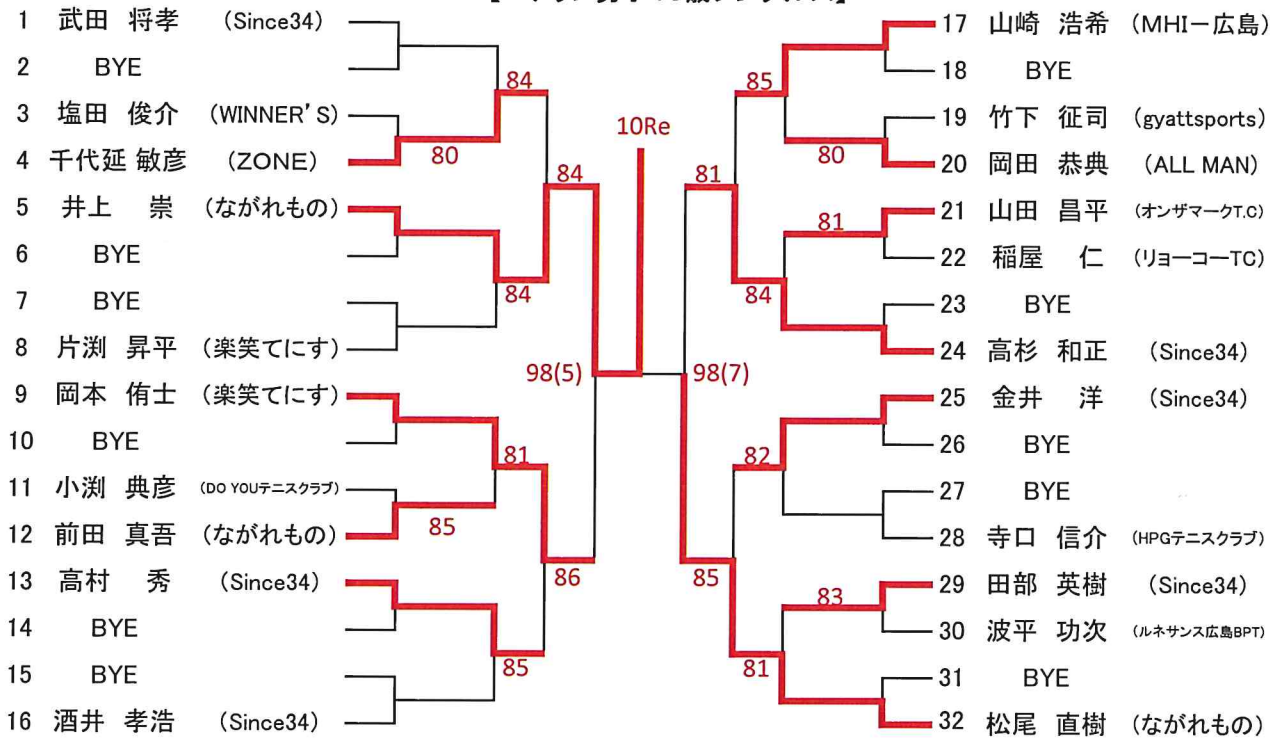 1 武田 将孝 (Since34)
2 BYE
3 塩田 俊介 (WINNER'S)
4 千代延 敏彦 (ZONE)
5 井上 崇 (ながれもの)
6 BYE
7 BYE
8 片渕 昇平 (楽笑てにす)
9 岡本 侑士 (楽笑てにす)
10 BYE
11 小渕 典彦 (DO YOUテニスクラブ)
12 前田 真吾 (ながれもの)
13 高村 秀 (Since34)
14 BYE
15 BYE
16 酒井 孝浩 (Since34)
80
85
84
84
81
85
84
86
98(5)
10Re
98(7)
81
85
85
84
82
81
80
81
83
17 山崎 浩希 (MHIー広島)
18 BYE
19 竹下 征司 (gyattsports)
20 岡田 恭典 (ALL MAN)
21 山田 昌平 (オンザマークT.C)
22 稲屋 仁 (リョーコーTC)
23 BYE
24 高杉 和正 (Since34)
25 金井 洋 (Since34)
26 BYE
27 BYE
28 寺口 信介 (HPGテニスクラブ)
29 田部 英樹 (Since34)
30 波平 功次 (ルネサンス広島BPT)
31 BYE
32 松尾 直樹 (ながれもの)